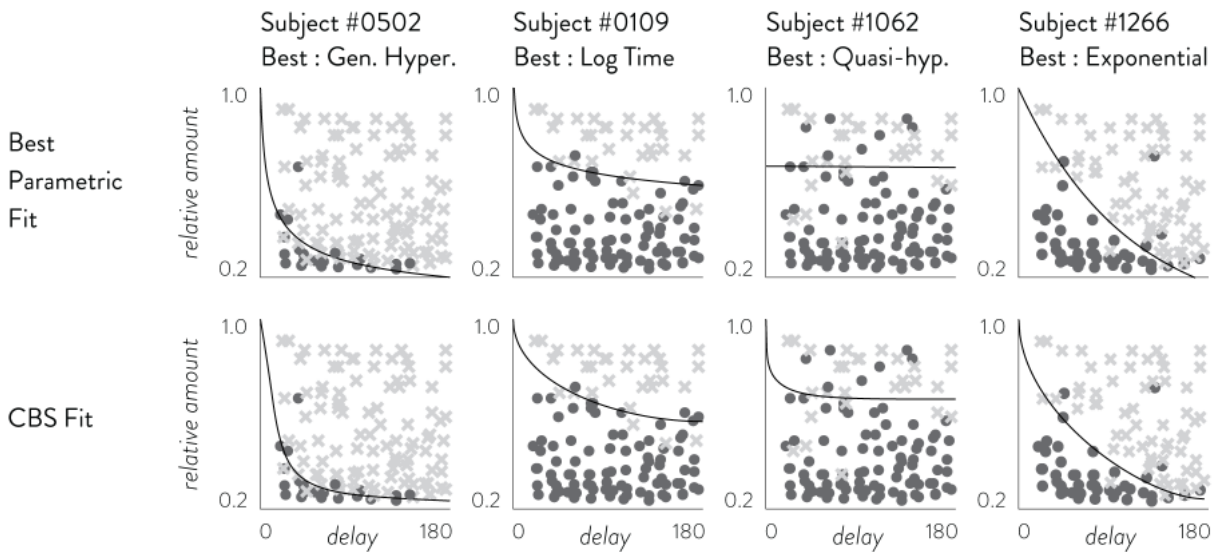 Subject #0502
Best : Gen. Hyper.
Subject #0109
Best : Log Time
Subject #1062
Best : Quasi-hyp.
Subject #1266
Best : Exponential
Best
Parametric
Fit
relative amount
1.0
0.2
1.0
0.2
1.0
0.2
1.0
0.2
CBS Fit
relative amount
1.0
0.2
1.0
0.2
1.0
0.2
1.0
0.2
0 delay 180
0 delay 180
0 delay 180
0 delay 180